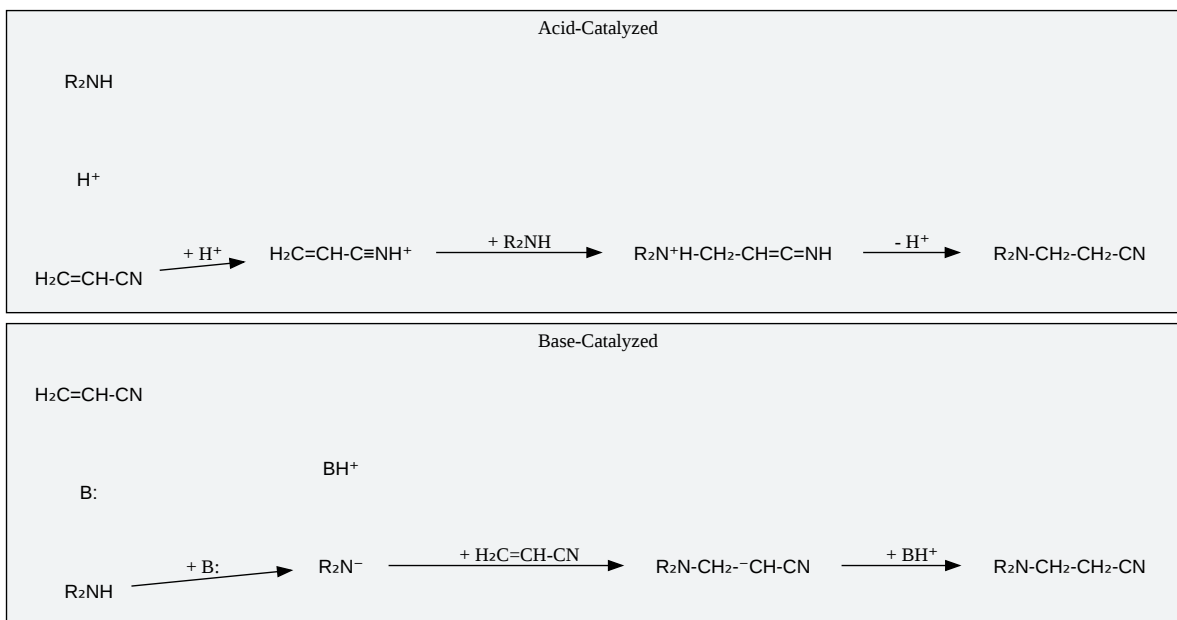 Acid-Catalyzed
R₂NH
H⁺
H₂C=CH-CN
+ H⁺
H₂C=CH-C≡NH⁺
+ R₂NH
R₂N⁺H-CH₂-CH=C=NH
- H⁺
R₂N-CH₂-CH₂-CN
Base-Catalyzed
H₂C=CH-CN
B:
BH⁺
R₂NH
+ B:
R₂N⁻
+ H₂C=CH-CN
R₂N-CH₂-⁻CH-CN
+ BH⁺
R₂N-CH₂-CH₂-CN